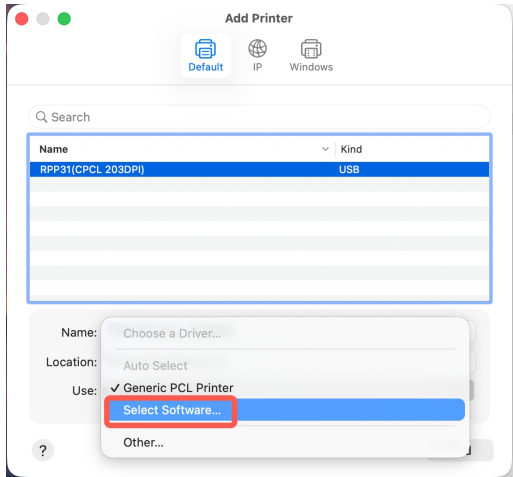 Add Printer
Default IP Windows
Search
Name Kind
RPP31(CPCL 203DPI) USB
Name:
Choose a Driver...
Location:
Auto Select
Use:
✓ Generic PCL Printer
Select Software...
Other...
?